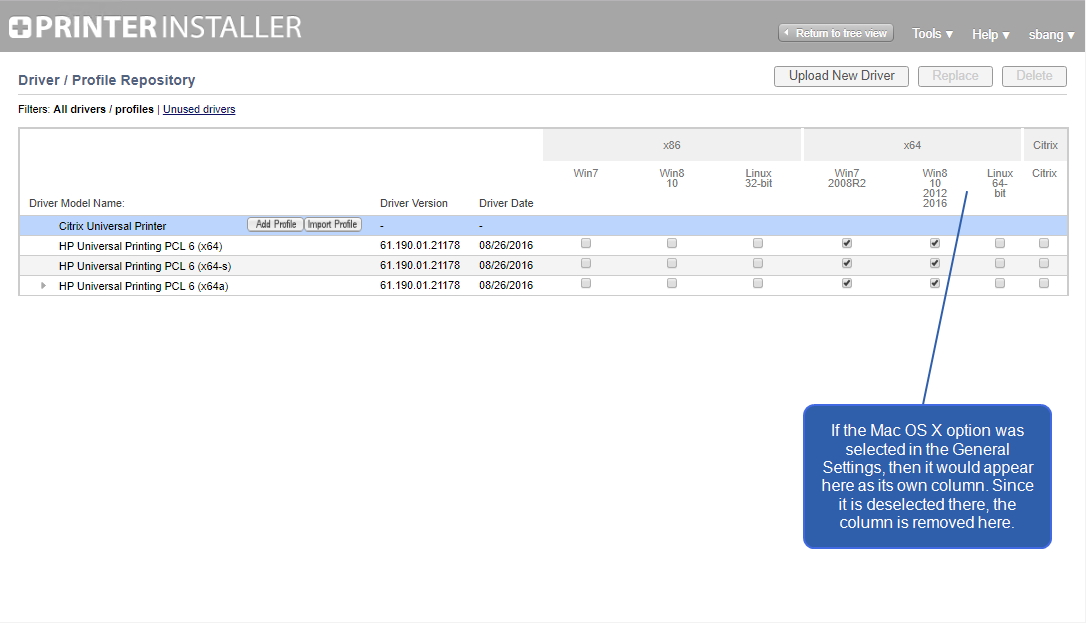 PRINTERINSTALLER
Return to tree view Tools ▾ Help ▾ sbang ▾
Driver / Profile Repository
Upload New Driver Replace Delete
Filters: All drivers / profiles | Unused drivers
x86 x64 Citrix
Win7 Win8 Linux Win7 Win8 Linux Citrix
10 32-bit 2008R2 10 64-
2012 bit
2016
Driver Model Name: Driver Version Driver Date
Citrix Universal Printer Add Profile Import Profile - -
HP Universal Printing PCL 6 (x64) 61.190.01.21178 08/26/2016
HP Universal Printing PCL 6 (x64-s) 61.190.01.21178 08/26/2016
HP Universal Printing PCL 6 (x64a) 61.190.01.21178 08/26/2016
If the Mac OS X option was
selected in the General
Settings, then it would appear
here as its own column. Since
it is deselected there, the
column is removed here.